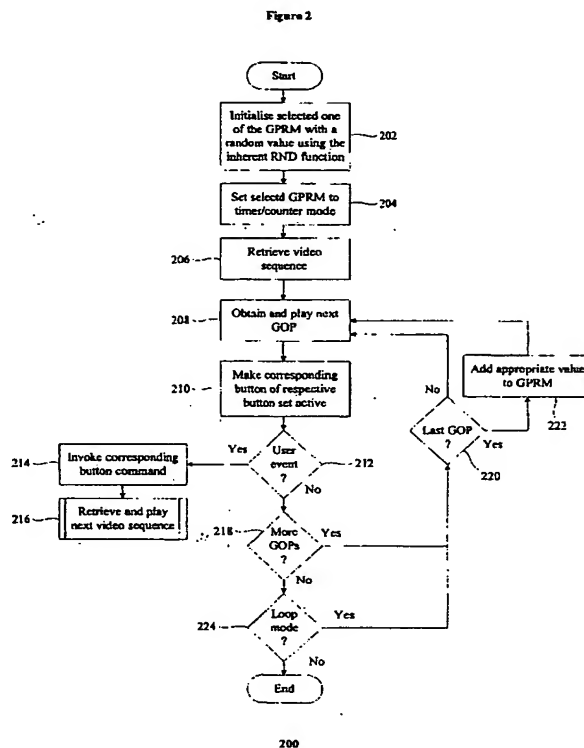 Figure 2
Start
Initialise selected one
of the GPRM with a
random value using the
inherent RND function
202
Set selectd GPRM to
timer/counter mode
204
206
Retrieve video
sequence
208
Obtain and play next
GOP
210
Make corresponding
button of respective
button set active
Add appropriate value
to GPRM
222
No
Last GOP
?
Yes
220
214
Invoke corresponding
button command
Yes
User
event
?
212
No
216
Retrieve and play
next video sequence
218
More
GOPs
?
Yes
No
224
Loop
mode
?
Yes
No
End
200